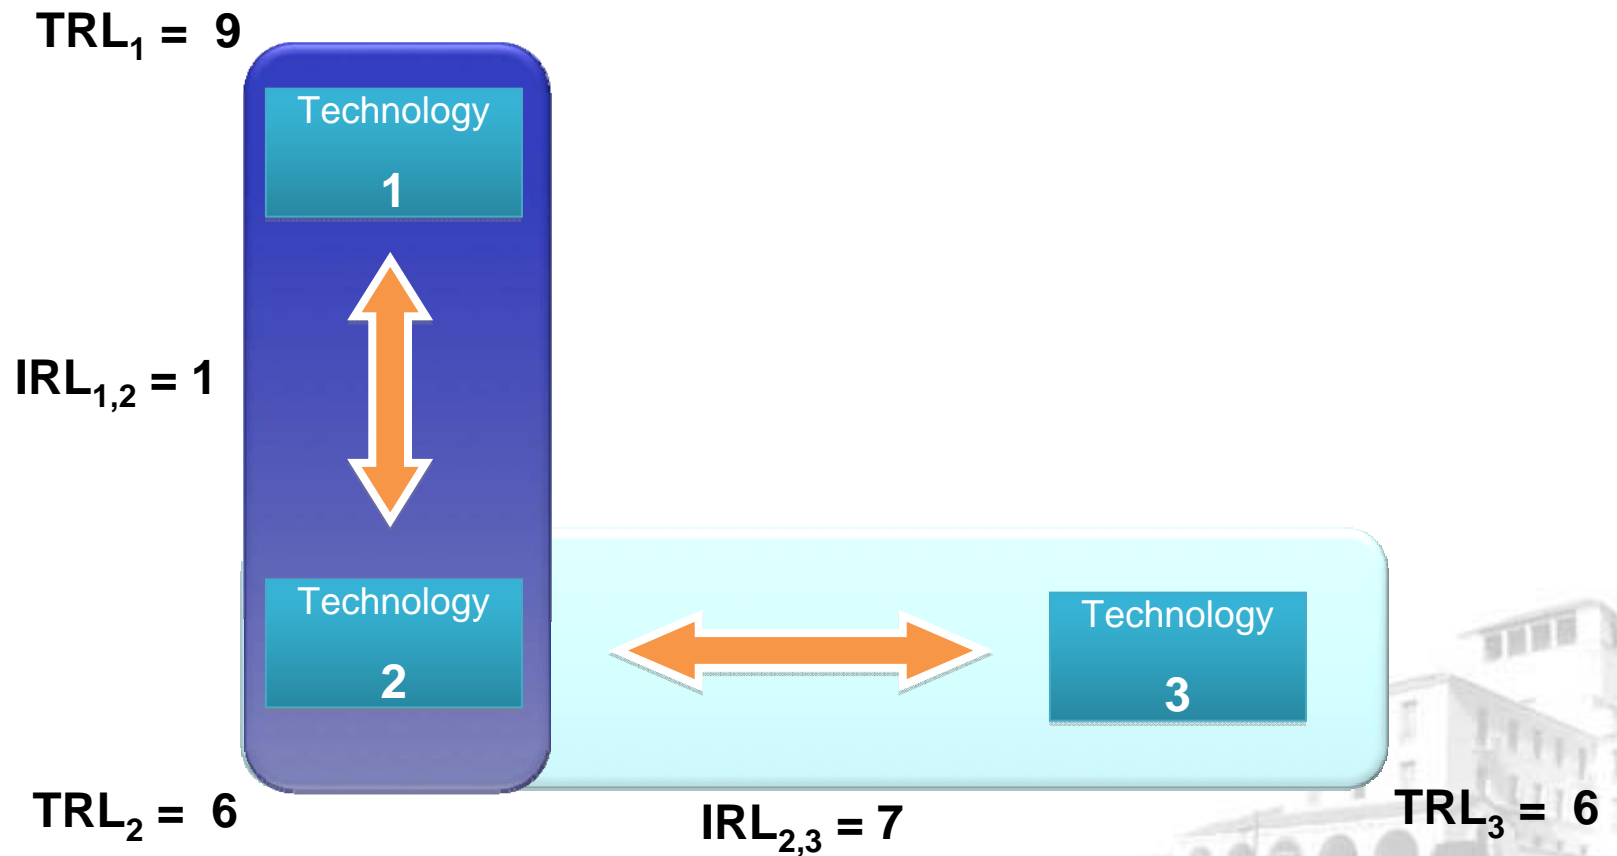 TRL₁ = 9
Technology
1
IRL₁,₂ = 1
Technology
2
Technology
3
TRL₂ = 6
IRL₂,₃ = 7
TRL₃ = 6